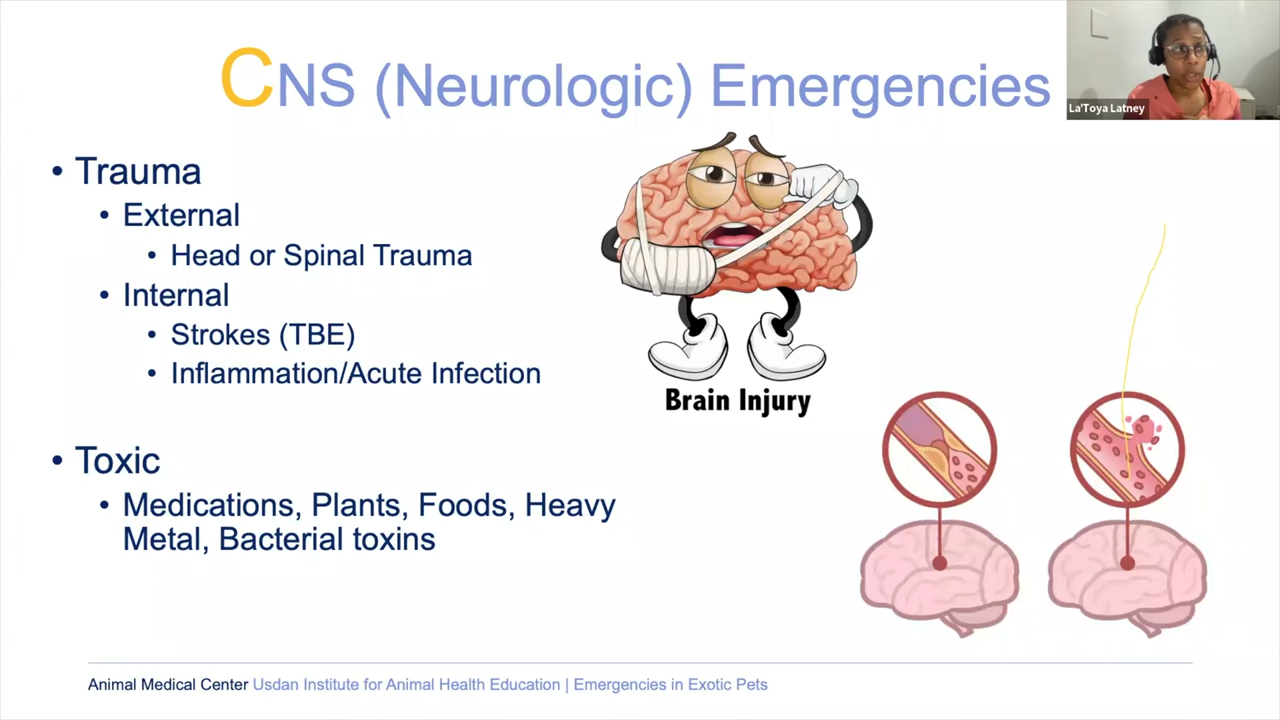 CNS (Neurologic) Emergencies
La'Toya Latney
• Trauma
• External
• Head or Spinal Trauma
• Internal
• Strokes (TBE)
• Inflammation/Acute Infection
Brain Injury
• Toxic
• Medications, Plants, Foods, Heavy
Metal, Bacterial toxins
Animal Medical Center Usdan Institute for Animal Health Education | Emergencies in Exotic Pets